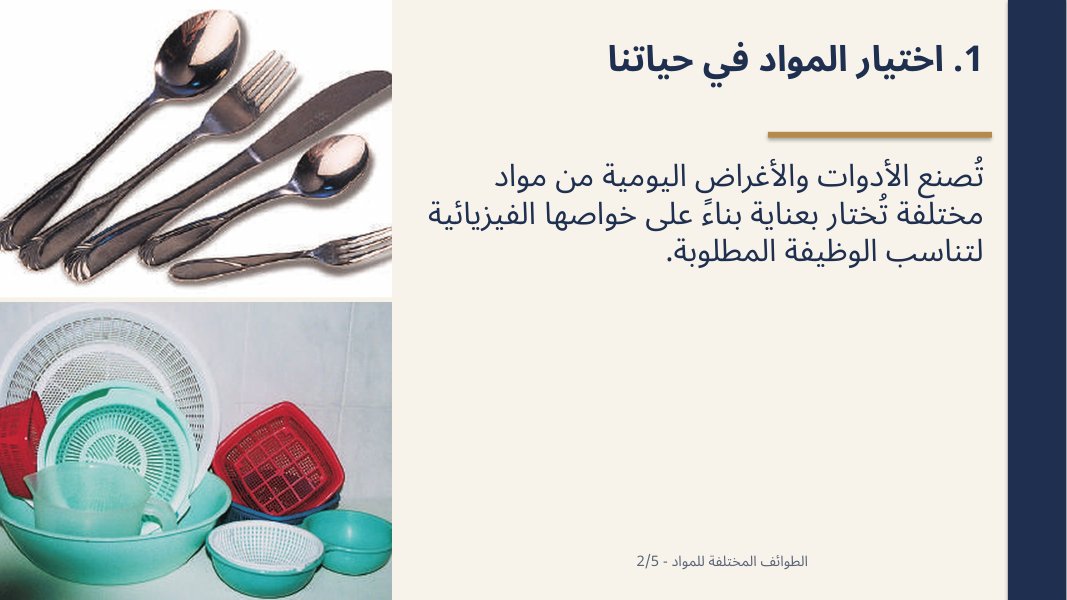 1. اختيار المواد في حياتنا
تُصنع الأدوات والأغراض اليومية من مواد
مختلفة تُختار بعناية بناءً على خواصها الفيزيائية
لتناسب الوظيفة المطلوبة.
الطوائف المختلفة للمواد - 2/5